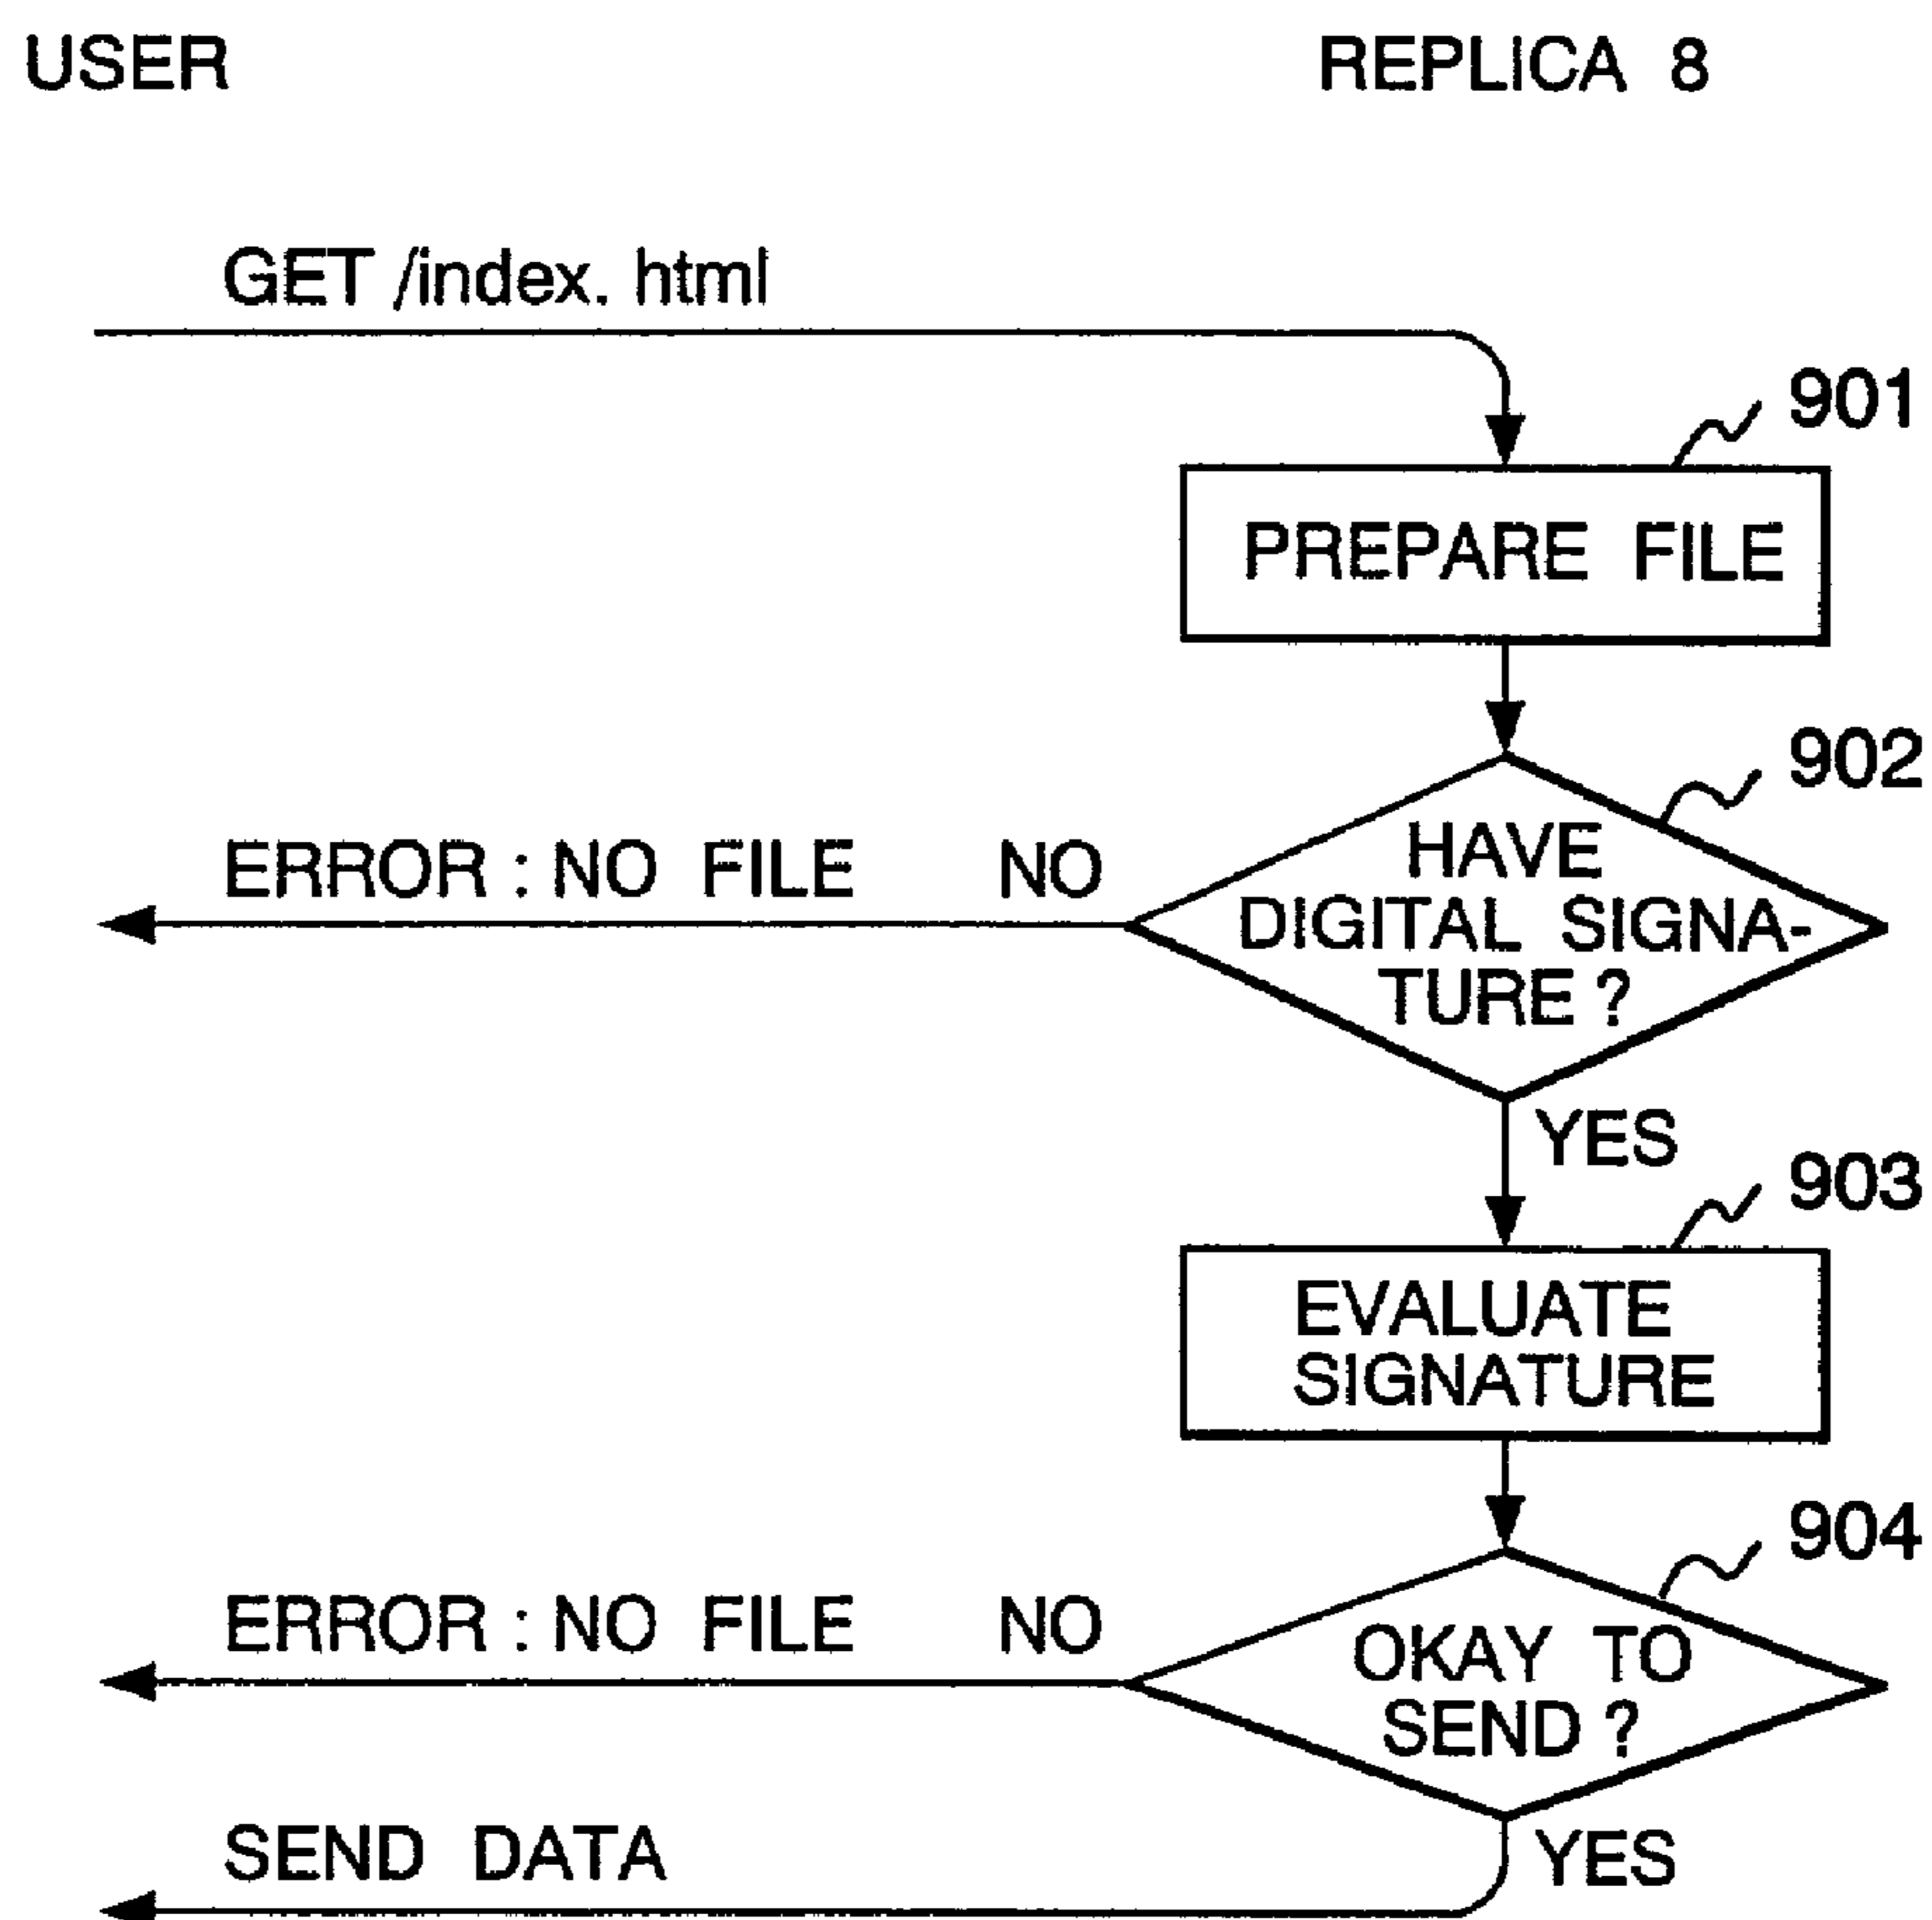 USER REPLICA 8
GET /index. html
901
PREPARE FILE
902
HAVE
ERROR : NO FILE NO
DIGITAL SIGNA-
TURE ?
YES
903
EVALUATE
SIGNATURE
904
ERROR : NO FILE NO
OKAY TO
SEND ?
SEND DATA
YES